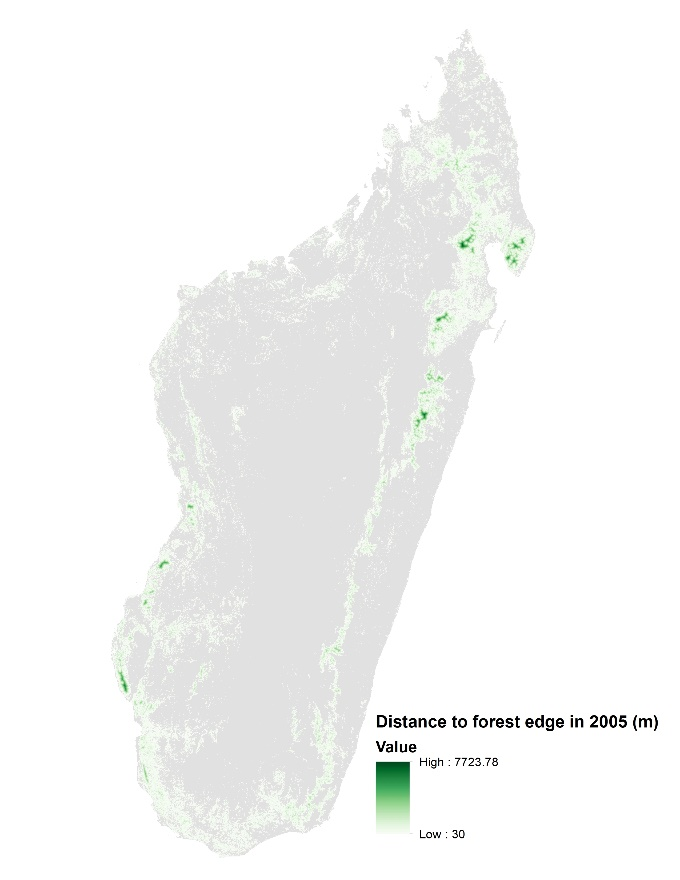 Distance to forest edge in 2005 (m)
Value
High : 7723.78
Low : 30